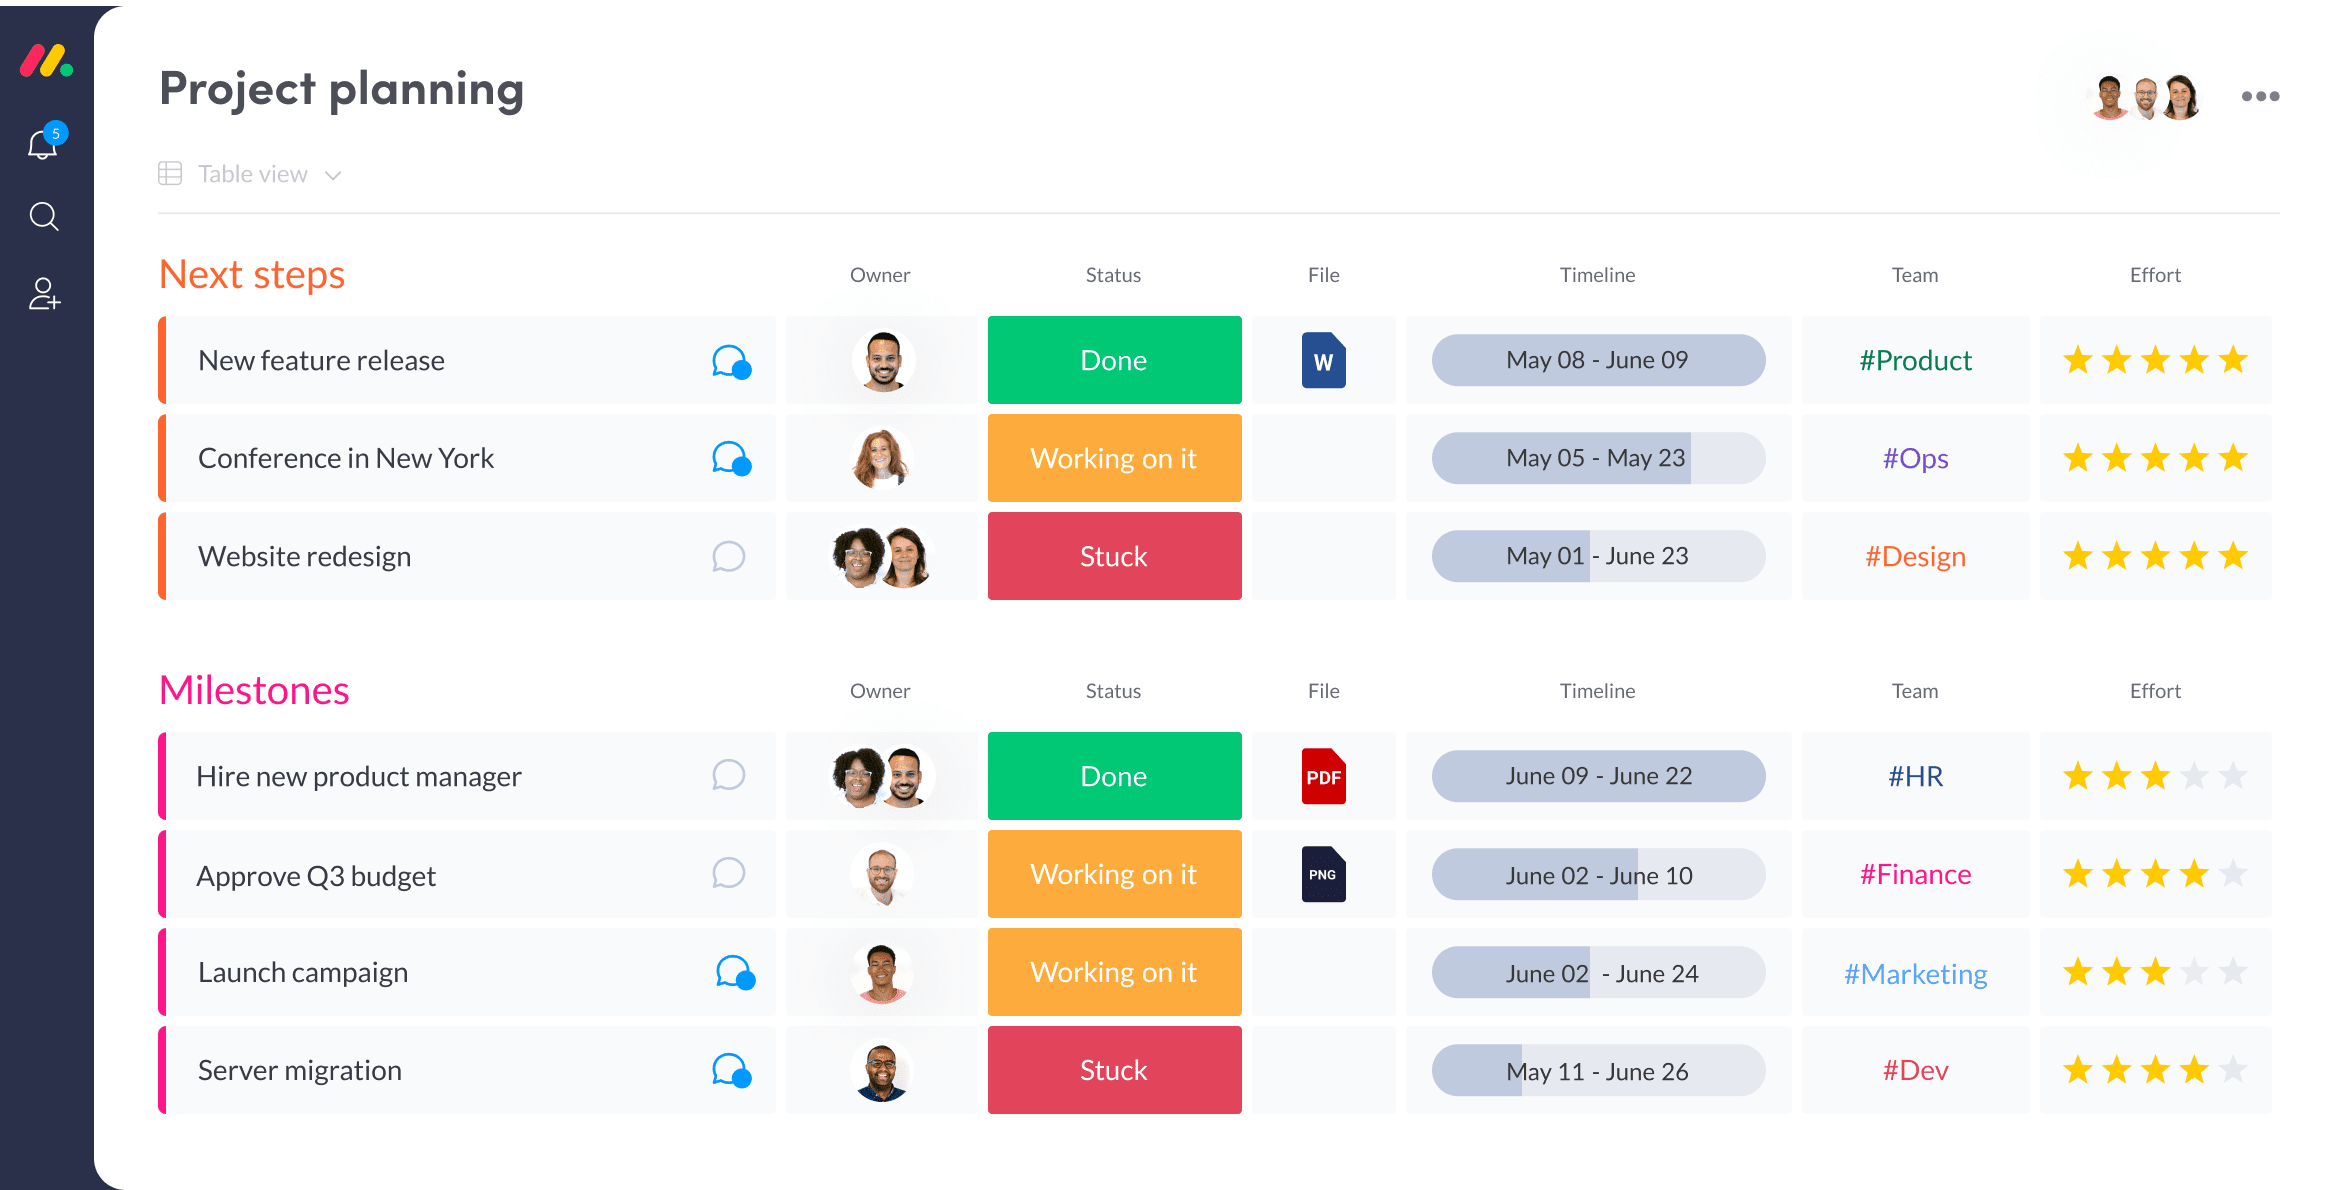 5
Project planning
Table view
Next steps Owner Status File Timeline Team Effort
New feature release Done W May 08 - June 09 #Product
Conference in New York Working on it May 05 - May 23 #Ops
Website redesign Stuck May 01 - June 23 #Design
Milestones Owner Status File Timeline Team Effort
Hire new product manager Done PDF June 09 - June 22 #HR
Approve Q3 budget Working on it PNG June 02 - June 10 #Finance
Launch campaign Working on it June 02 - June 24 #Marketing
Server migration Stuck May 11 - June 26 #Dev